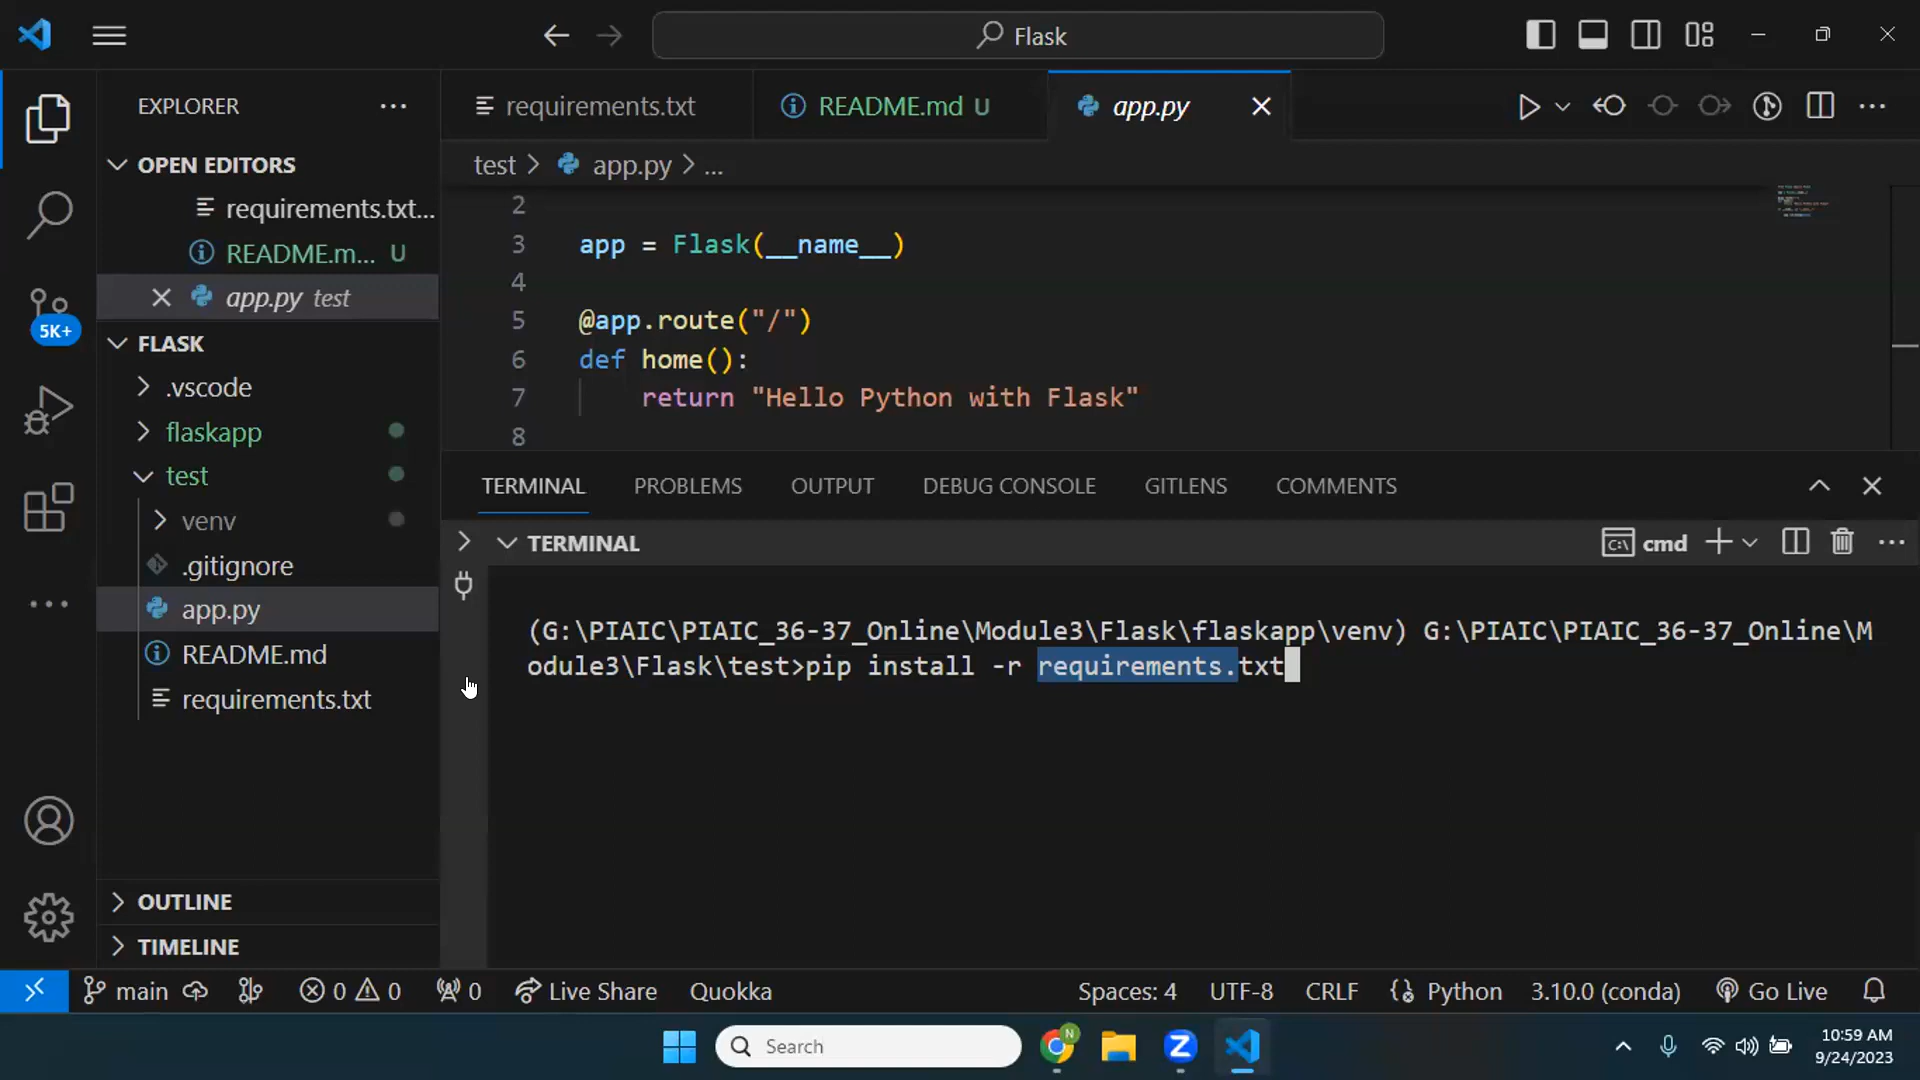 Flask
EXPLORER
requirements.txt
README.md U
app.py
OPEN EDITORS
requirements.txt...
README.m... U
app.py test
FLASK
.vscode
flaskapp
test
venv
.gitignore
app.py
README.md
requirements.txt
OUTLINE
TIMELINE
5K+
test > app.py > ...
2
3 app = Flask(__name__)
4
5 @app.route("/")
6 def home():
7 return "Hello Python with Flask"
8
TERMINAL PROBLEMS OUTPUT DEBUG CONSOLE GITLENS COMMENTS
TERMINAL
cmd
(G:\PIAIC\PIAIC_36-37_Online\Module3\Flask\flaskapp\venv) G:\PIAIC\PIAIC_36-37_Online\M
odule3\Flask\test>pip install -r requirements.txt
main 0 0 0 Live Share Quokka Spaces: 4 UTF-8 CRLF Python 3.10.0 (conda) Go Live
Search
N
Z
10:59 AM
9/24/2023